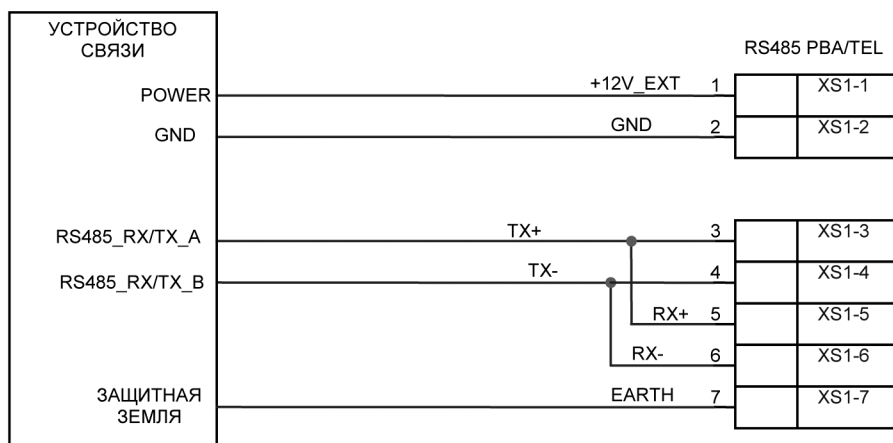 УСТРОЙСТВО
СВЯЗИ
RS485 PBA/TEL
POWER +12V_EXT 1 XS1-1
GND GND 2 XS1-2
RS485_RX/TX_A TX+ 3 XS1-3
RS485_RX/TX_B TX- 4 XS1-4
RX+ 5 XS1-5
RX- 6 XS1-6
ЗАЩИТНАЯ
ЗЕМЛЯ
EARTH 7 XS1-7